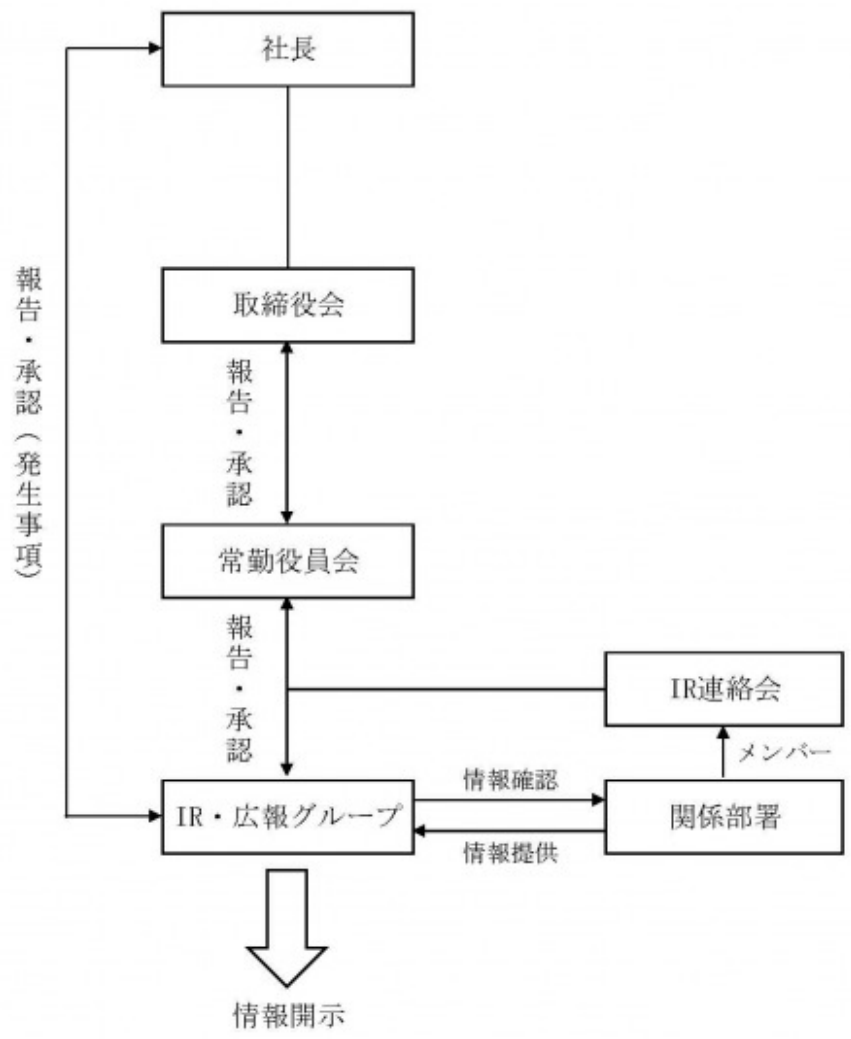 社長
報告・承認（発生事項）
取締役会
報告・承認
常勤役員会
報告・承認
IR連絡会
メンバー
IR・広報グループ
情報確認
情報提供
関係部署
情報開示